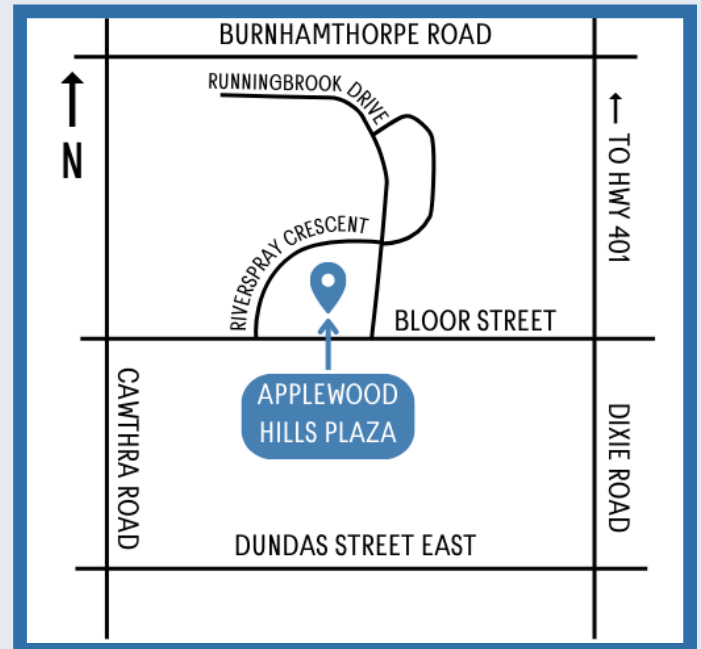 BURNHAMTHORPE ROAD
RUNNINGBROOK DRIVE
N
TO HWY 401
RIVERSPRAY CRESCENT
BLOOR STREET
APPLEWOOD
HILLS PLAZA
CAWTHRA ROAD
DIXIE ROAD
DUNDAS STREET EAST